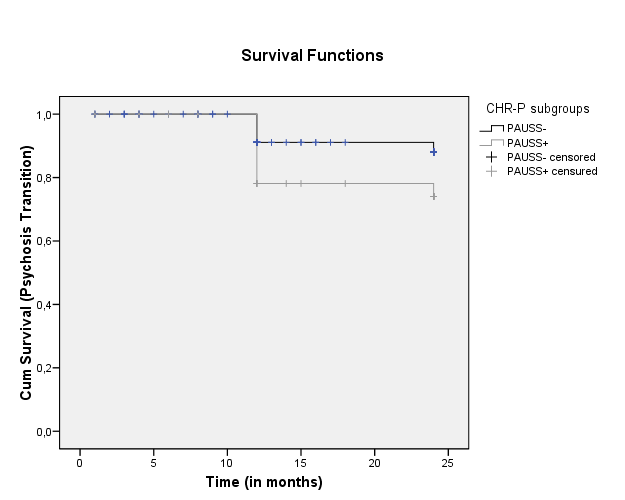 Survival Functions
CHR-P subgroups
PAUSS-
PAUSS+
PAUSS- censored
PAUSS+ censured
Cum Survival (Psychosis Transition)
1,0
0,8
0,6
0,4
0,2
0,0
0 5 10 15 20 25
Time (in months)